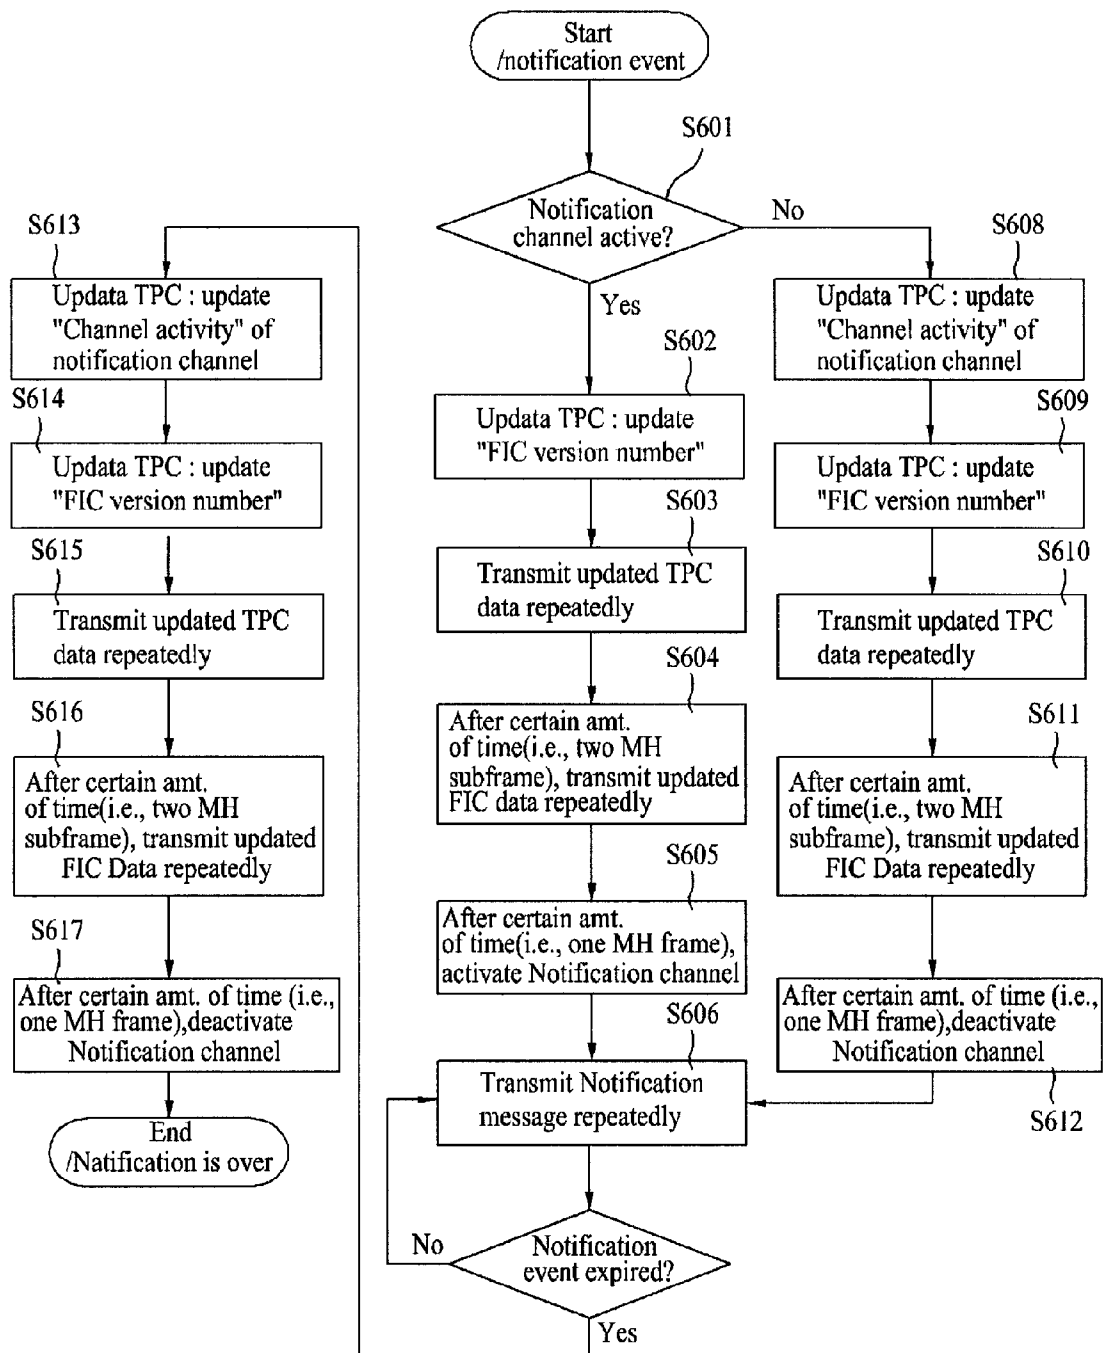 Start
/notification event
S601
Notification
channel active?
No
Yes
S602
Updata TPC : update
"FIC version number"
S603
Transmit updated TPC
data repeatedly
S604
After certain amt.
of time(i.e., two MH
subframe), transmit updated
FIC data repeatedly
S605
After certain amt.
of time(i.e., one MH frame),
activate Notification channel
S606
Transmit Notification
message repeatedly
Notification
event expired?
No
Yes
S608
Updata TPC : update
"Channel activity" of
notification channel
S609
Updata TPC : update
"FIC version number"
S610
Transmit updated TPC
data repeatedly
S611
After certain amt.
of time(i.e., two MH
subframe), transmit updated
FIC Data repeatedly
After certain amt. of time (i.e.,
one MH frame),deactivate
Notification channel
S612
S613
Updata TPC : update
"Channel activity" of
notification channel
S614
Updata TPC : update
"FIC version number"
S615
Transmit updated TPC
data repeatedly
S616
After certain amt.
of time(i.e., two MH
subframe), transmit updated
FIC Data repeatedly
S617
After certain amt. of time (i.e.,
one MH frame),deactivate
Notification channel
End
/Natification is over